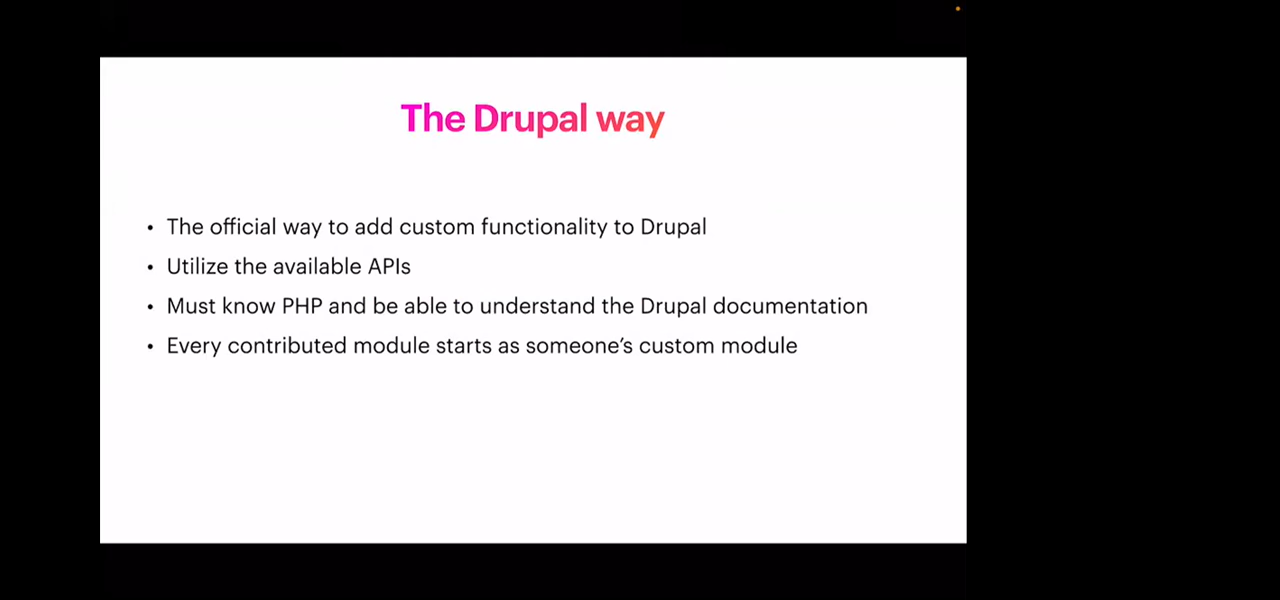 The Drupal way
• The official way to add custom functionality to Drupal
• Utilize the available APIs
• Must know PHP and be able to understand the Drupal documentation
• Every contributed module starts as someone’s custom module